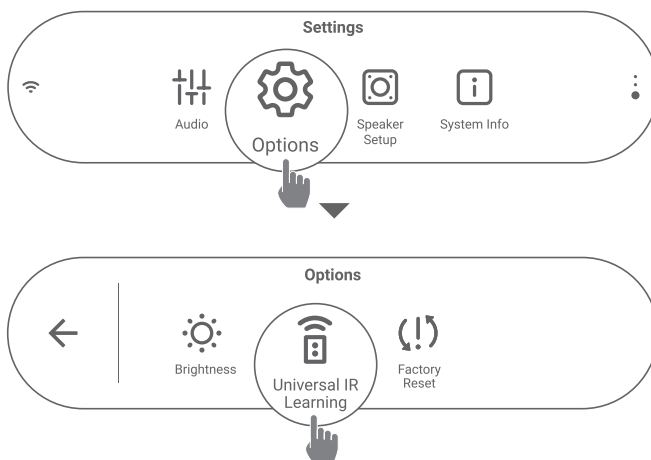 Settings
Audio
Options
Speaker
Setup
System Info
Options
Brightness
Universal IR
Learning
Factory
Reset